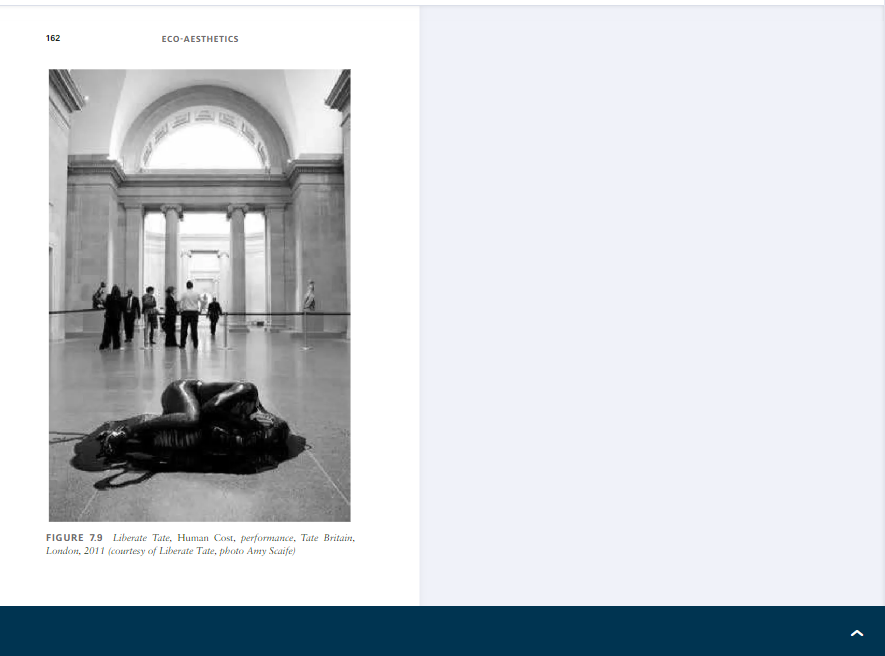 162
ECO-AESTHETICS
FIGURE 7.9 Liberate Tate, Human Cost, performance, Tate Britain,
London, 2011 (courtesy of Liberate Tate, photo Amy Scaife)